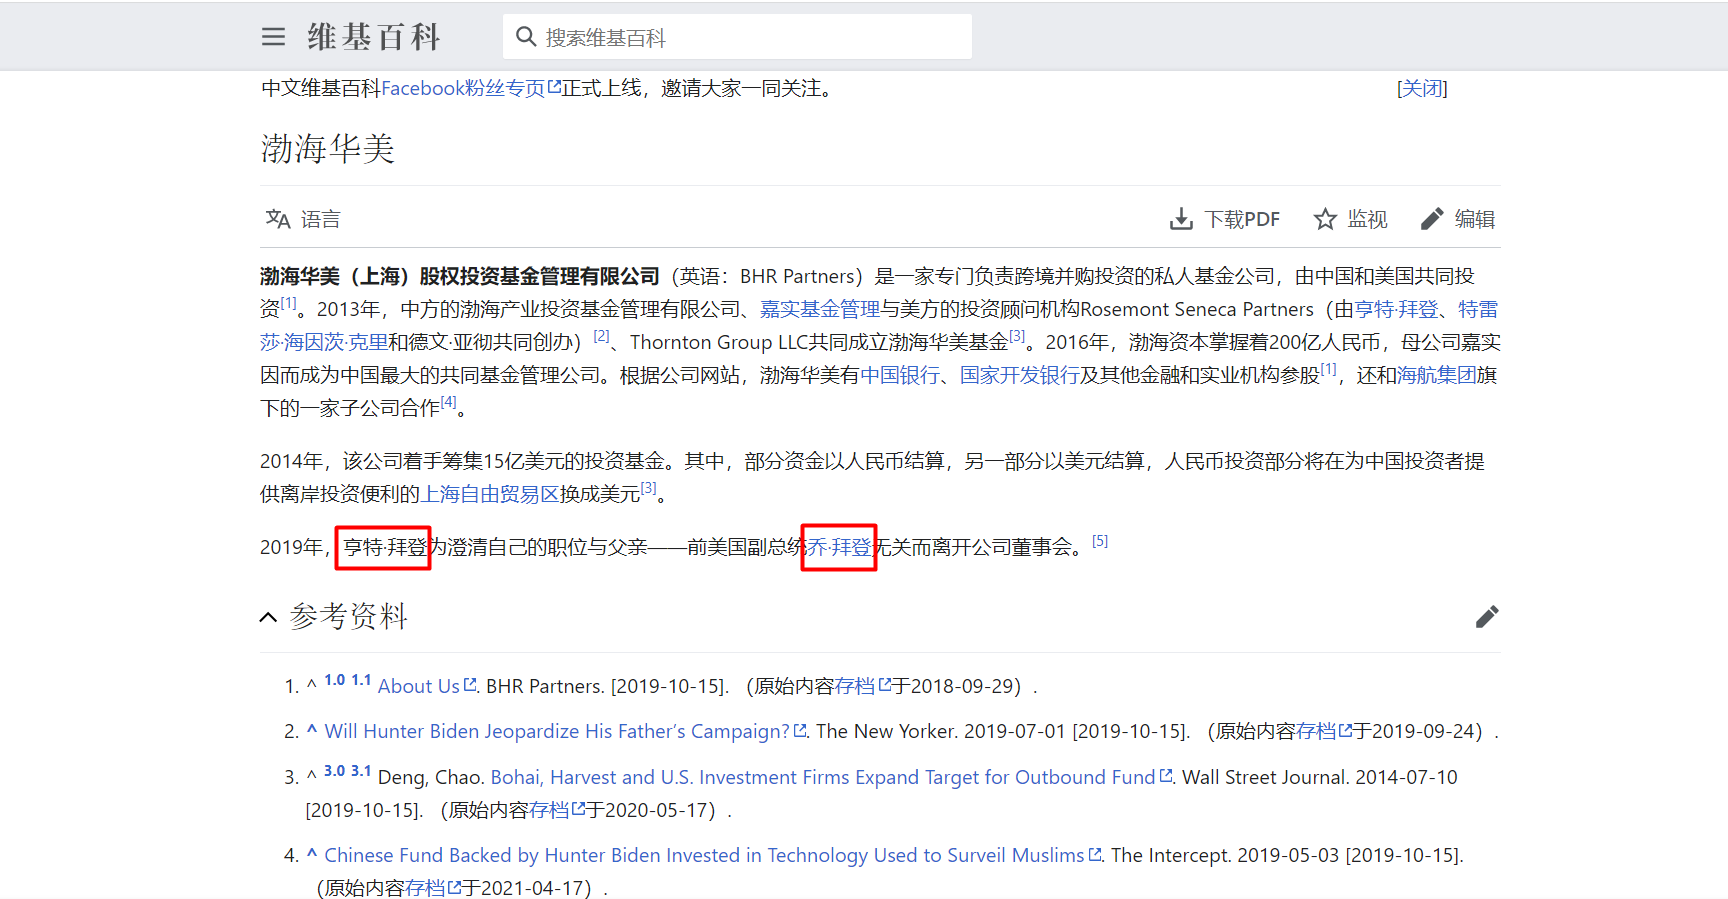 维基百科
搜索维基百科
中文维基百科Facebook粉丝专页正式上线，邀请大家一同关注。
[关闭]
渤海华美
语言
下载PDF
监视
编辑
渤海华美（上海）股权投资基金管理有限公司（英语：BHR Partners）是一家专门负责跨境并购投资的私人基金公司，由中国和美国共同投
资[1]。2013年，中方的渤海产业投资基金管理有限公司、嘉实基金管理与美方的投资顾问机构Rosemont Seneca Partners（由亨特·拜登、特雷
莎·海因茨·克里和德文·亚彻共同创办）[2]、Thornton Group LLC共同成立渤海华美基金[3]。2016年，渤海资本掌握着200亿人民币，母公司嘉实
因而成为中国最大的共同基金管理公司。根据公司网站，渤海华美有中国银行、国家开发银行及其他金融和实业机构参股[1]，还和海航集团旗
下的一家子公司合作[4]。
2014年，该公司着手筹集15亿美元的投资基金。其中，部分资金以人民币结算，另一部分以美元结算，人民币投资部分将在为中国投资者提
供离岸投资便利的上海自由贸易区换成美元[3]。
2019年，亨特·拜登为澄清自己的职位与父亲——前美国副总统乔·拜登无关而离开公司董事会。[5]
参考资料
1. ^ 1.0 1.1 About Us. BHR Partners. [2019-10-15]. （原始内容存档于2018-09-29）.
2. ^ Will Hunter Biden Jeopardize His Father’s Campaign?. The New Yorker. 2019-07-01 [2019-10-15]. （原始内容存档于2019-09-24）.
3. ^ 3.0 3.1 Deng, Chao. Bohai, Harvest and U.S. Investment Firms Expand Target for Outbound Fund. Wall Street Journal. 2014-07-10
[2019-10-15]. （原始内容存档于2020-05-17）.
4. ^ Chinese Fund Backed by Hunter Biden Invested in Technology Used to Surveil Muslims. The Intercept. 2019-05-03 [2019-10-15].
（原始内容存档于2021-04-17）.